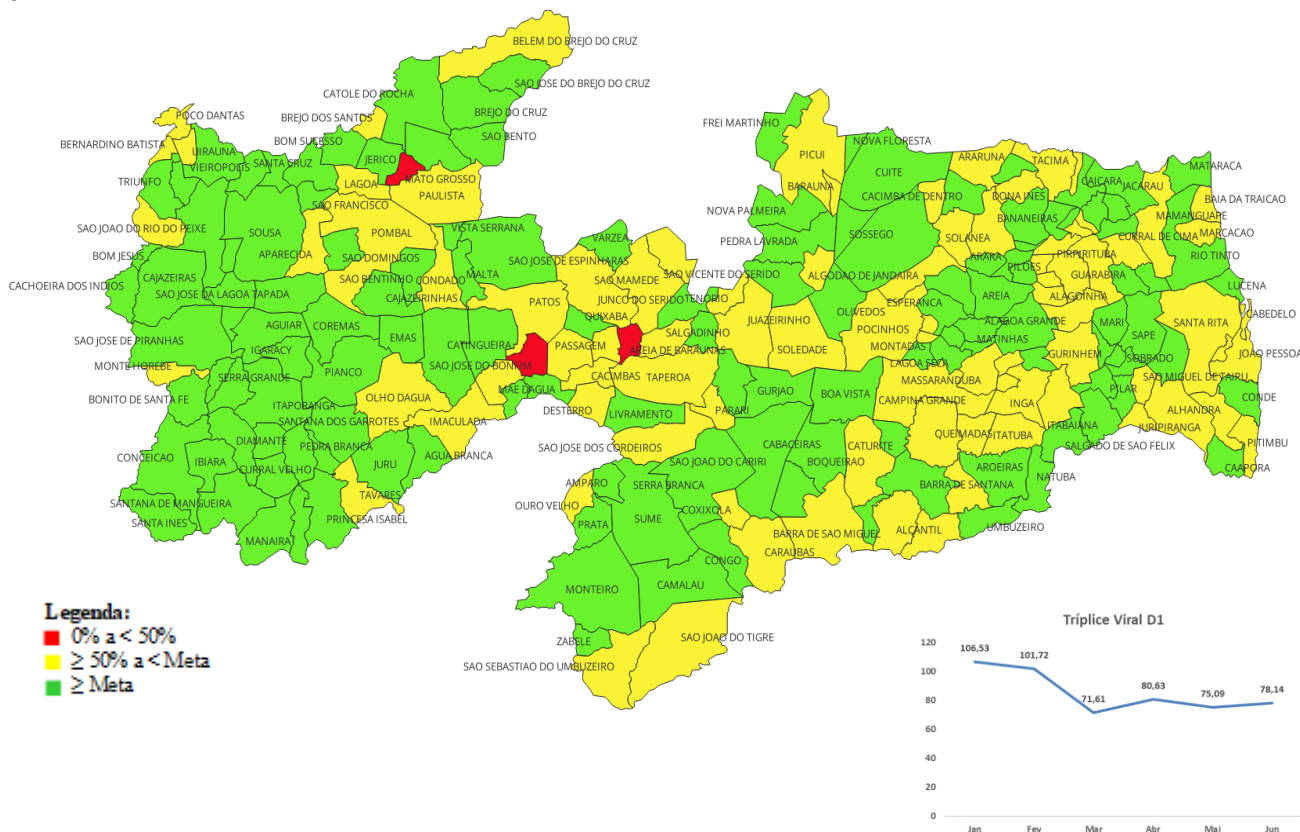 BELEM DO BREJO DO CRUZ
SAO JOSE DO BREJO DO CRUZ
CATOLE DO ROCHA
BREJO DO CRUZ
POCO DANTAS
BREJO DOS SANTOS
FREI MARTINHO
SAO BENTO
BOM SUCESSO
NOVA FLORESTA
BERNARDINO BATISTA
UIRAUNA
PICUI
ARARUNA
TACIMA
JERICO
SANTA CRUZ
VIEIROPOLIS
MATARACA
CUITE
TRIUNFO
LAGOA
MATO GROSSO
CAICARA
JACARAU
BARAUNA
PAULISTA
CACIMBA DE DENTRO
DONA INES
BAIA DA TRAICAO
SAO FRANCISCO
NOVA PALMEIRA
BANANEIRAS
MAMANGUAPE
SAO JOAO DO RIO DO PEIXE
SOUSA
POMBAL
VISTA SERRANA
VARZEA
PEDRA LAVRADA
SOSSEGO
SOLANEA
CURRAL DE CIMA
MARCACAO
BOM JESUS
APARECIDA
SAO DOMINGOS
SAO JOSE DE ESPINHARAS
ARARA
PIRPIRITUBA
RIO TINTO
CAJAZEIRAS
SAO BENTINHO
CONDADO
MALTA
SAO MAMEDE
SAO VICENTE DO SERIDO
ALGODAO DE JANDAIRA
PILOES
GUARABIRA
CACHOEIRA DOS INDIOS
SAO JOSE DA LAGOA TAPADA
CAJAZEIRINHAS
PATOS
JUNCO DO SERIDO
TENORIO
ESPERANCA
AREIA
ALAGOINHA
LUCENA
AGUIAR
COREMAS
QUIXABA
JUAZEIRINHO
OLIVEDOS
ALAGOA GRANDE
MARI
SANTA RITA
CABEDELO
SAO JOSE DE PIRANHAS
EMAS
CATINGUEIRA
PASSAGEM
SALGADINHO
POCINHOS
MATINHAS
SAPE
IGARACY
AREIA DE BARAUNAS
SOLEDADE
MONTADAS
GURINHEM
SOBRADO
JOAO PESSOA
MONTE HOREBE
SERRA GRANDE
PIANCO
SAO JOSE DO BONFIM
CACIMBAS
TAPEROA
LAGOA SECA
MASSARANDUBA
SAO MIGUEL DE TAIPU
BONITO DE SANTA FE
ITAPORANGA
OLHO DAGUA
MAE DAGUA
GURJAO
BOA VISTA
CAMPINA GRANDE
INGA
PILAR
CONDE
SANTANA DOS GARROTES
IMACULADA
DESTERRO
LIVRAMENTO
PARARI
ITABAIANA
ALHANDRA
DIAMANTE
PEDRA BRANCA
SAO JOSE DOS CORDEIROS
CABACEIRAS
CATURITE
QUEIMADAS
ITATUBA
SALGADO DE SAO FELIX
JURIPIRANGA
PITIMBU
CONCEICAO
IBIARA
CURRAL VELHO
JURU
AGUA BRANCA
SAO JOAO DO CARIRI
BOQUEIRAO
AROEIRAS
NATUBA
CAAPORA
AMPARO
SERRA BRANCA
BARRA DE SANTANA
SANTANA DE MANGUEIRA
TAVARES
OURO VELHO
SANTA INES
PRINCESA ISABEL
PRATA
SUME
COXIXOLA
UMBUZEIRO
MANAIRA
BARRA DE SAO MIGUEL
ALCANTIL
CARAUBAS
CONGO
MONTEIRO
CAMALAU
ZABELE
SAO JOAO DO TIGRE
SAO SEBASTIAO DO UMBUZEIRO
Legenda:
0% a < 50%
≥ 50% a < Meta
≥ Meta
Tríplice Viral D1
120
100
80
60
40
20
0
106,53
101,72
71,61
80,63
75,09
78,14
Jan Fev Mar Abr Mai Jun